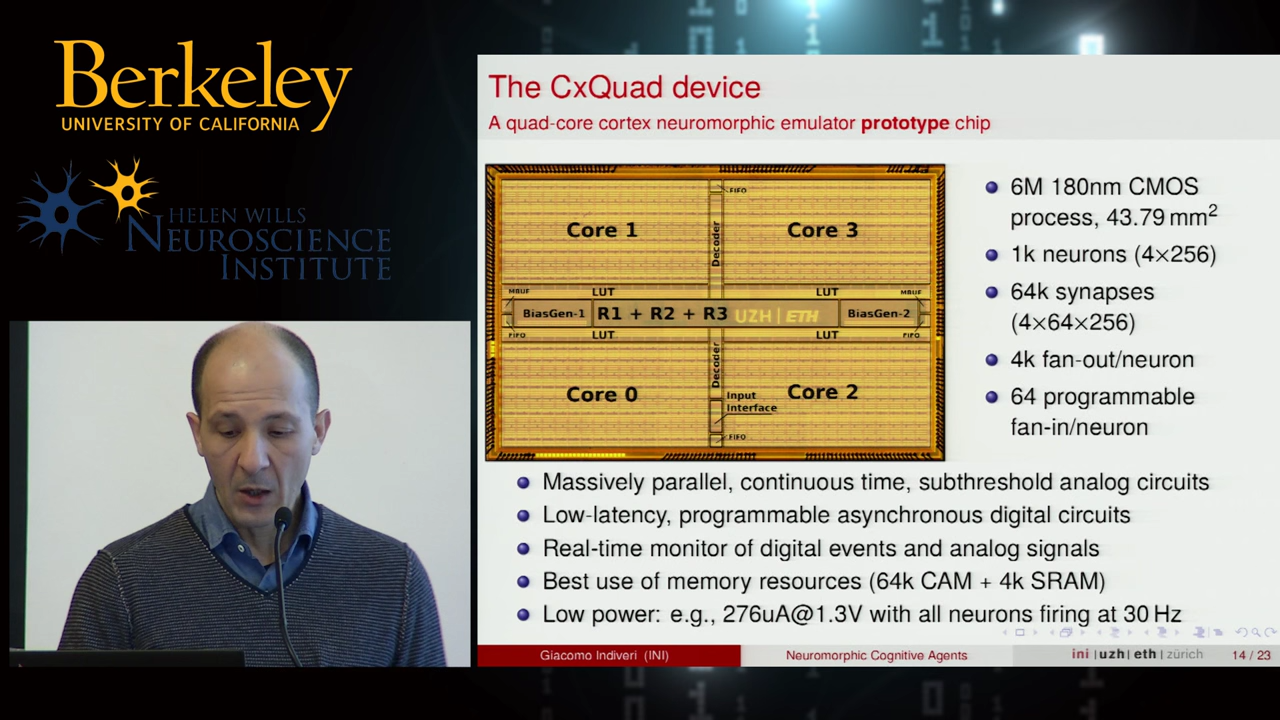 Berkeley
UNIVERSITY OF CALIFORNIA
HELEN WILLS
NEUROSCIENCE
INSTITUTE
The CxQuad device
A quad-core cortex neuromorphic emulator prototype chip
FIFO
Core 1
Decoder
Core 3
MBUF
LUT
LUT
MBUF
BiasGen-1
R1 + R2 + R3
UZH | ETH
BiasGen-2
FIFO
LUT
LUT
FIFO
Decoder
Core 0
Input
Interface
Core 2
FIFO
6M 180nm CMOS
process, 43.79 mm²
1k neurons (4×256)
64k synapses
(4×64×256)
4k fan-out/neuron
64 programmable
fan-in/neuron
Massively parallel, continuous time, subthreshold analog circuits
Low-latency, programmable asynchronous digital circuits
Real-time monitor of digital events and analog signals
Best use of memory resources (64k CAM + 4k SRAM)
Low power: e.g., 276uA@1.3V with all neurons firing at 30 Hz
Giacomo Indiveri (INI)
Neuromorphic Cognitive Agents
ini | uzh | eth | zürich
14 / 23